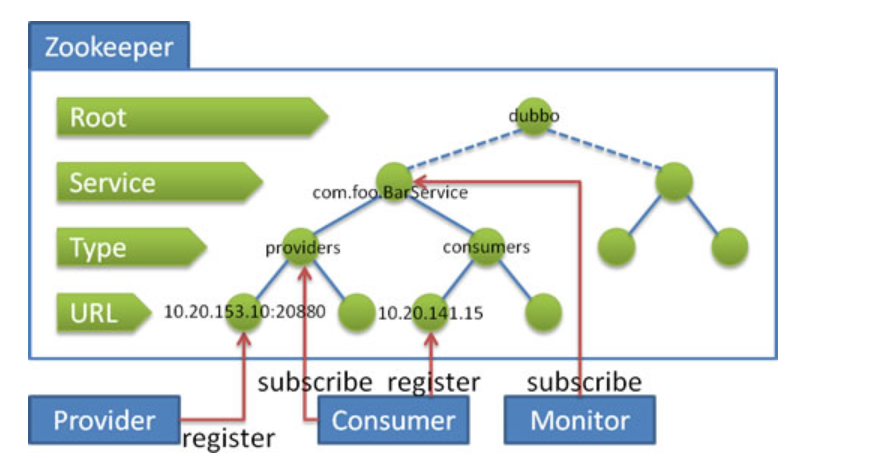 Zookeeper
Root
dubbo
Service
com.foo.BarService
Type
providers
consumers
URL
10.20.153.10:20880
10.20.141.15
subscribe
register
subscribe
Provider
register
Consumer
Monitor